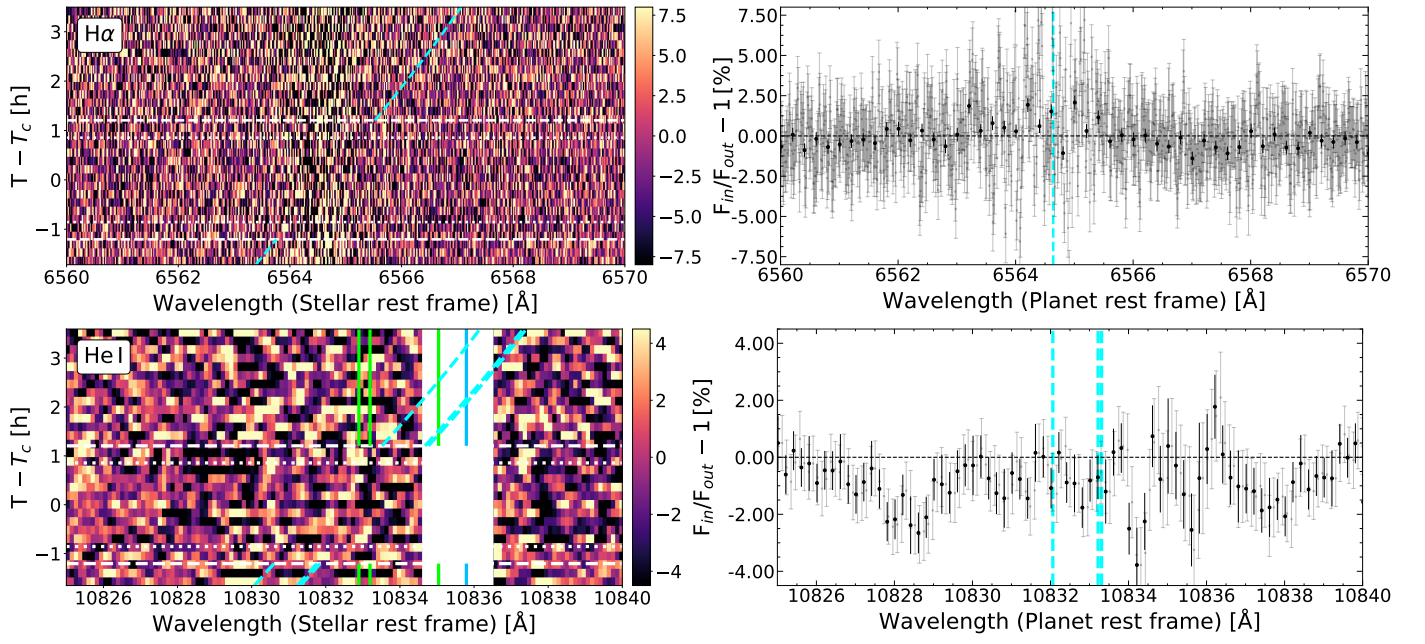 Hα
T − T_c [h]
3
2
1
0
−1
6560 6562 6564 6566 6568 6570
Wavelength (Stellar rest frame) [Å]
7.5
5.0
2.5
0.0
−2.5
−5.0
−7.5
F_in/F_out − 1 [%]
7.50
5.00
2.50
0.00
-2.50
-5.00
-7.50
6560 6562 6564 6566 6568 6570
Wavelength (Planet rest frame) [Å]
He I
T − T_c [h]
3
2
1
0
−1
10826 10828 10830 10832 10834 10836 10838 10840
Wavelength (Stellar rest frame) [Å]
4
2
0
−2
−4
F_in/F_out − 1 [%]
4.00
2.00
0.00
-2.00
-4.00
10826 10828 10830 10832 10834 10836 10838 10840
Wavelength (Planet rest frame) [Å]